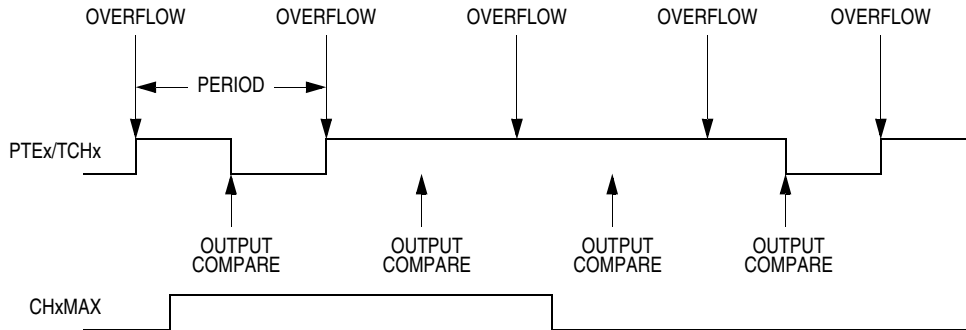 OVERFLOW OVERFLOW OVERFLOW OVERFLOW OVERFLOW
PERIOD
PTEx/TCHx
OUTPUT OUTPUT OUTPUT OUTPUT
COMPARE COMPARE COMPARE COMPARE
CHxMAX